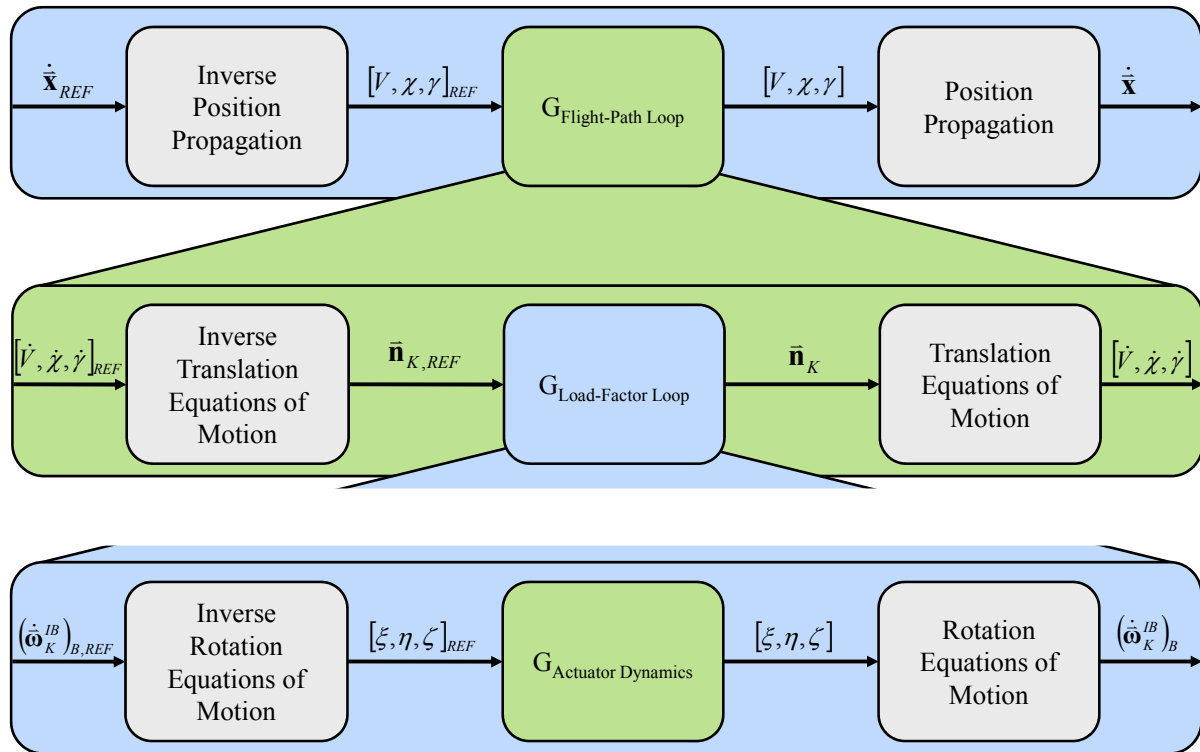 ẋ⃗_REF
Inverse
Position
Propagation
[V, χ, γ]_REF
G_Flight-Path Loop
[V, χ, γ]
Position
Propagation
ẋ⃗
[V̇, χ̇, γ̇]_REF
Inverse
Translation
Equations of
Motion
n⃗_K,REF
G_Load-Factor Loop
n⃗_K
Translation
Equations of
Motion
[V̇, χ̇, γ̇]
(ω̇⃗_K^IB)_B,REF
Inverse
Rotation
Equations of
Motion
[ξ, η, ζ]_REF
G_Actuator Dynamics
[ξ, η, ζ]
Rotation
Equations of
Motion
(ω̇⃗_K^IB)_B